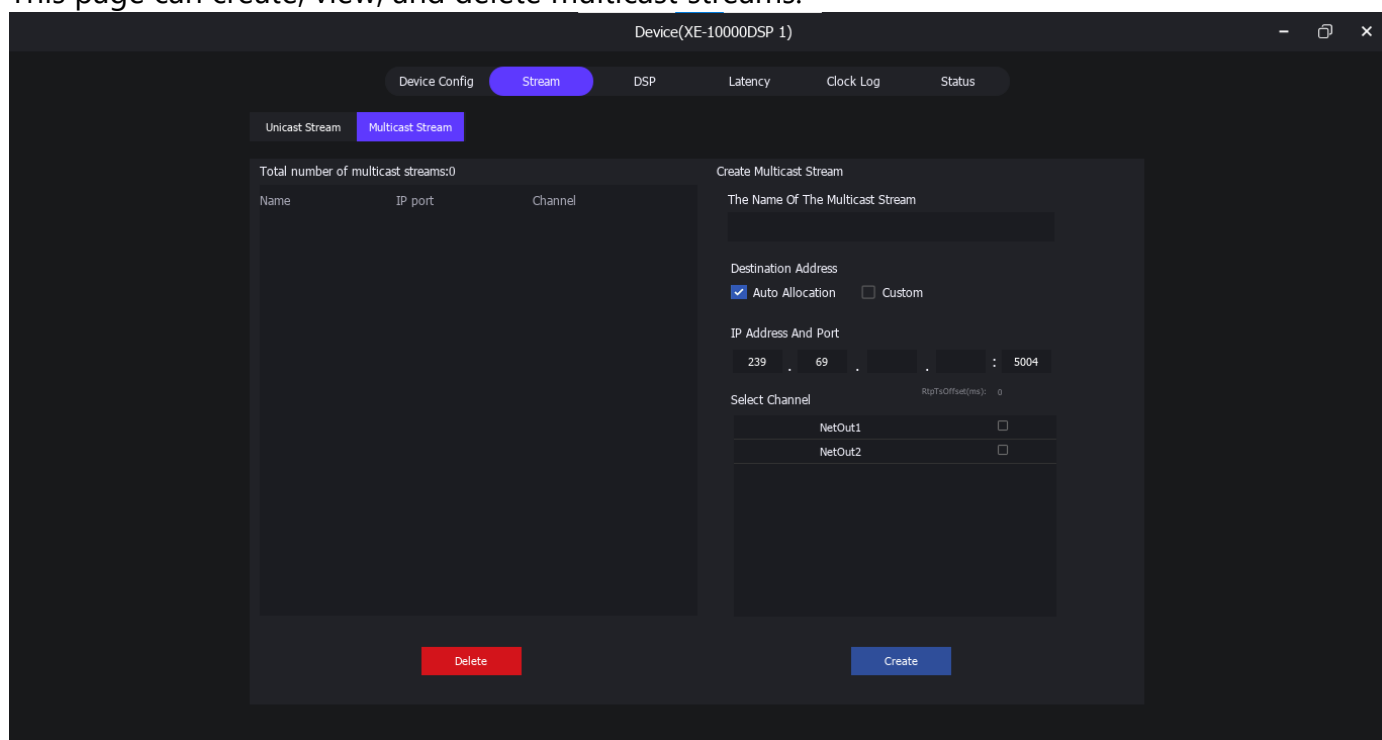 This page can create, view, and delete multicast streams.
Device(XE-10000DSP 1)
Device Config Stream DSP Latency Clock Log Status
Unicast Stream Multicast Stream
Total number of multicast streams:0
Name IP port Channel
Create Multicast Stream
The Name Of The Multicast Stream
Destination Address
Auto Allocation Custom
IP Address And Port
239 . 69 . . : 5004
RtpTsOffset(ms): 0
Select Channel
NetOut1
NetOut2
Delete
Create